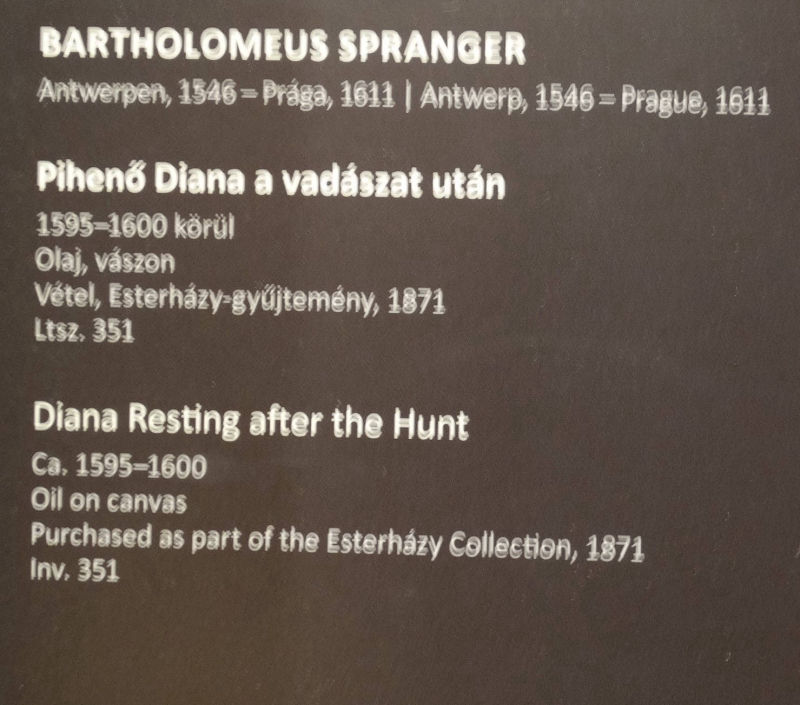 BARTHOLOMEUS SPRANGER
Antwerpen, 1546 – Prága, 1611 | Antwerp, 1546 – Prague, 1611
Pihenő Diana a vadászat után
1595–1600 körül
Olaj, vászon
Vétel, Esterházy-gyűjtemény, 1871
Ltsz. 351
Diana Resting after the Hunt
Ca. 1595–1600
Oil on canvas
Purchased as part of the Esterházy Collection, 1871
Inv. 351